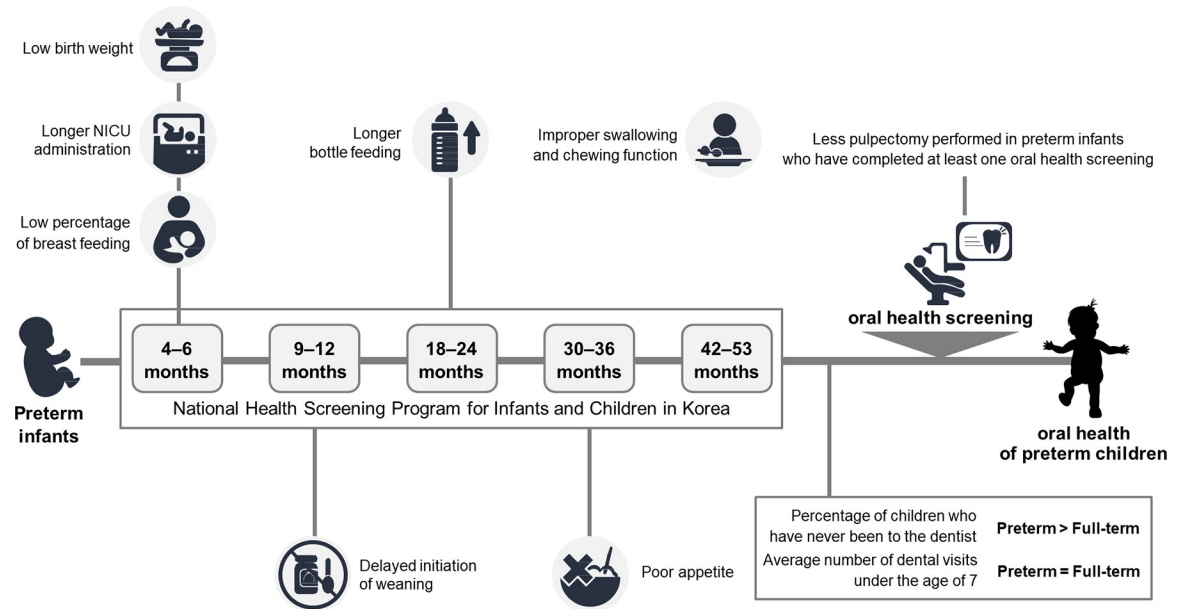 Low birth weight
Longer NICU
administration
Low percentage
of breast feeding
Longer
bottle feeding
Improper swallowing
and chewing function
Less pulpectomy performed in preterm infants
who have completed at least one oral health screening
oral health screening
Preterm
infants
4–6
months
9–12
months
18–24
months
30–36
months
42–53
months
National Health Screening Program for Infants and Children in Korea
oral health
of preterm children
Delayed initiation
of weaning
Poor appetite
Percentage of children who
have never been to the dentist
Preterm > Full-term
Average number of dental visits
under the age of 7
Preterm = Full-term